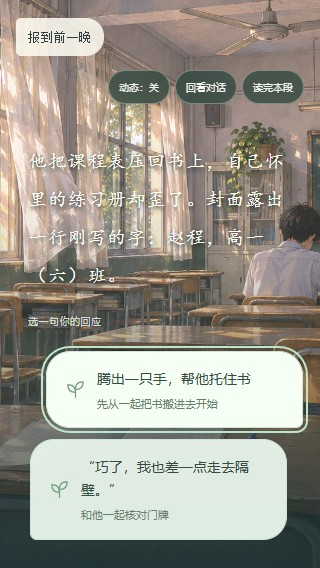 报到前一晚
动态：关
回看对话
读完本段
他把课程表压回书上，自己怀
里的练习册却歪了。封面露出
一行刚写的字：赵程，高一
（六）班。
选一句你的回应
腾出一只手，帮他托住书
先从一起把书搬进去开始
“巧了，我也差一点走去隔
壁。”
和他一起核对门牌